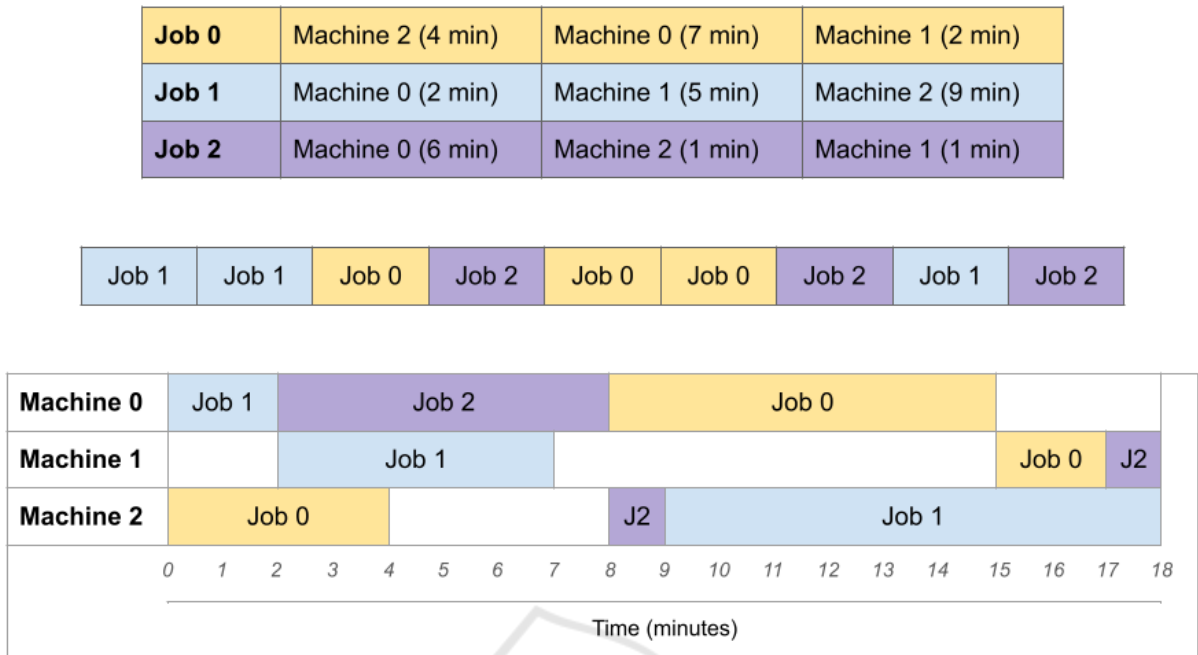 Job 0 Machine 2 (4 min) Machine 0 (7 min) Machine 1 (2 min)
Job 1 Machine 0 (2 min) Machine 1 (5 min) Machine 2 (9 min)
Job 2 Machine 0 (6 min) Machine 2 (1 min) Machine 1 (1 min)
Job 1 Job 1 Job 0 Job 2 Job 0 Job 0 Job 2 Job 1 Job 2
Machine 0 Job 1 Job 2 Job 0
Machine 1 Job 1 Job 0 J2
Machine 2 Job 0 J2 Job 1
0 1 2 3 4 5 6 7 8 9 10 11 12 13 14 15 16 17 18
Time (minutes)